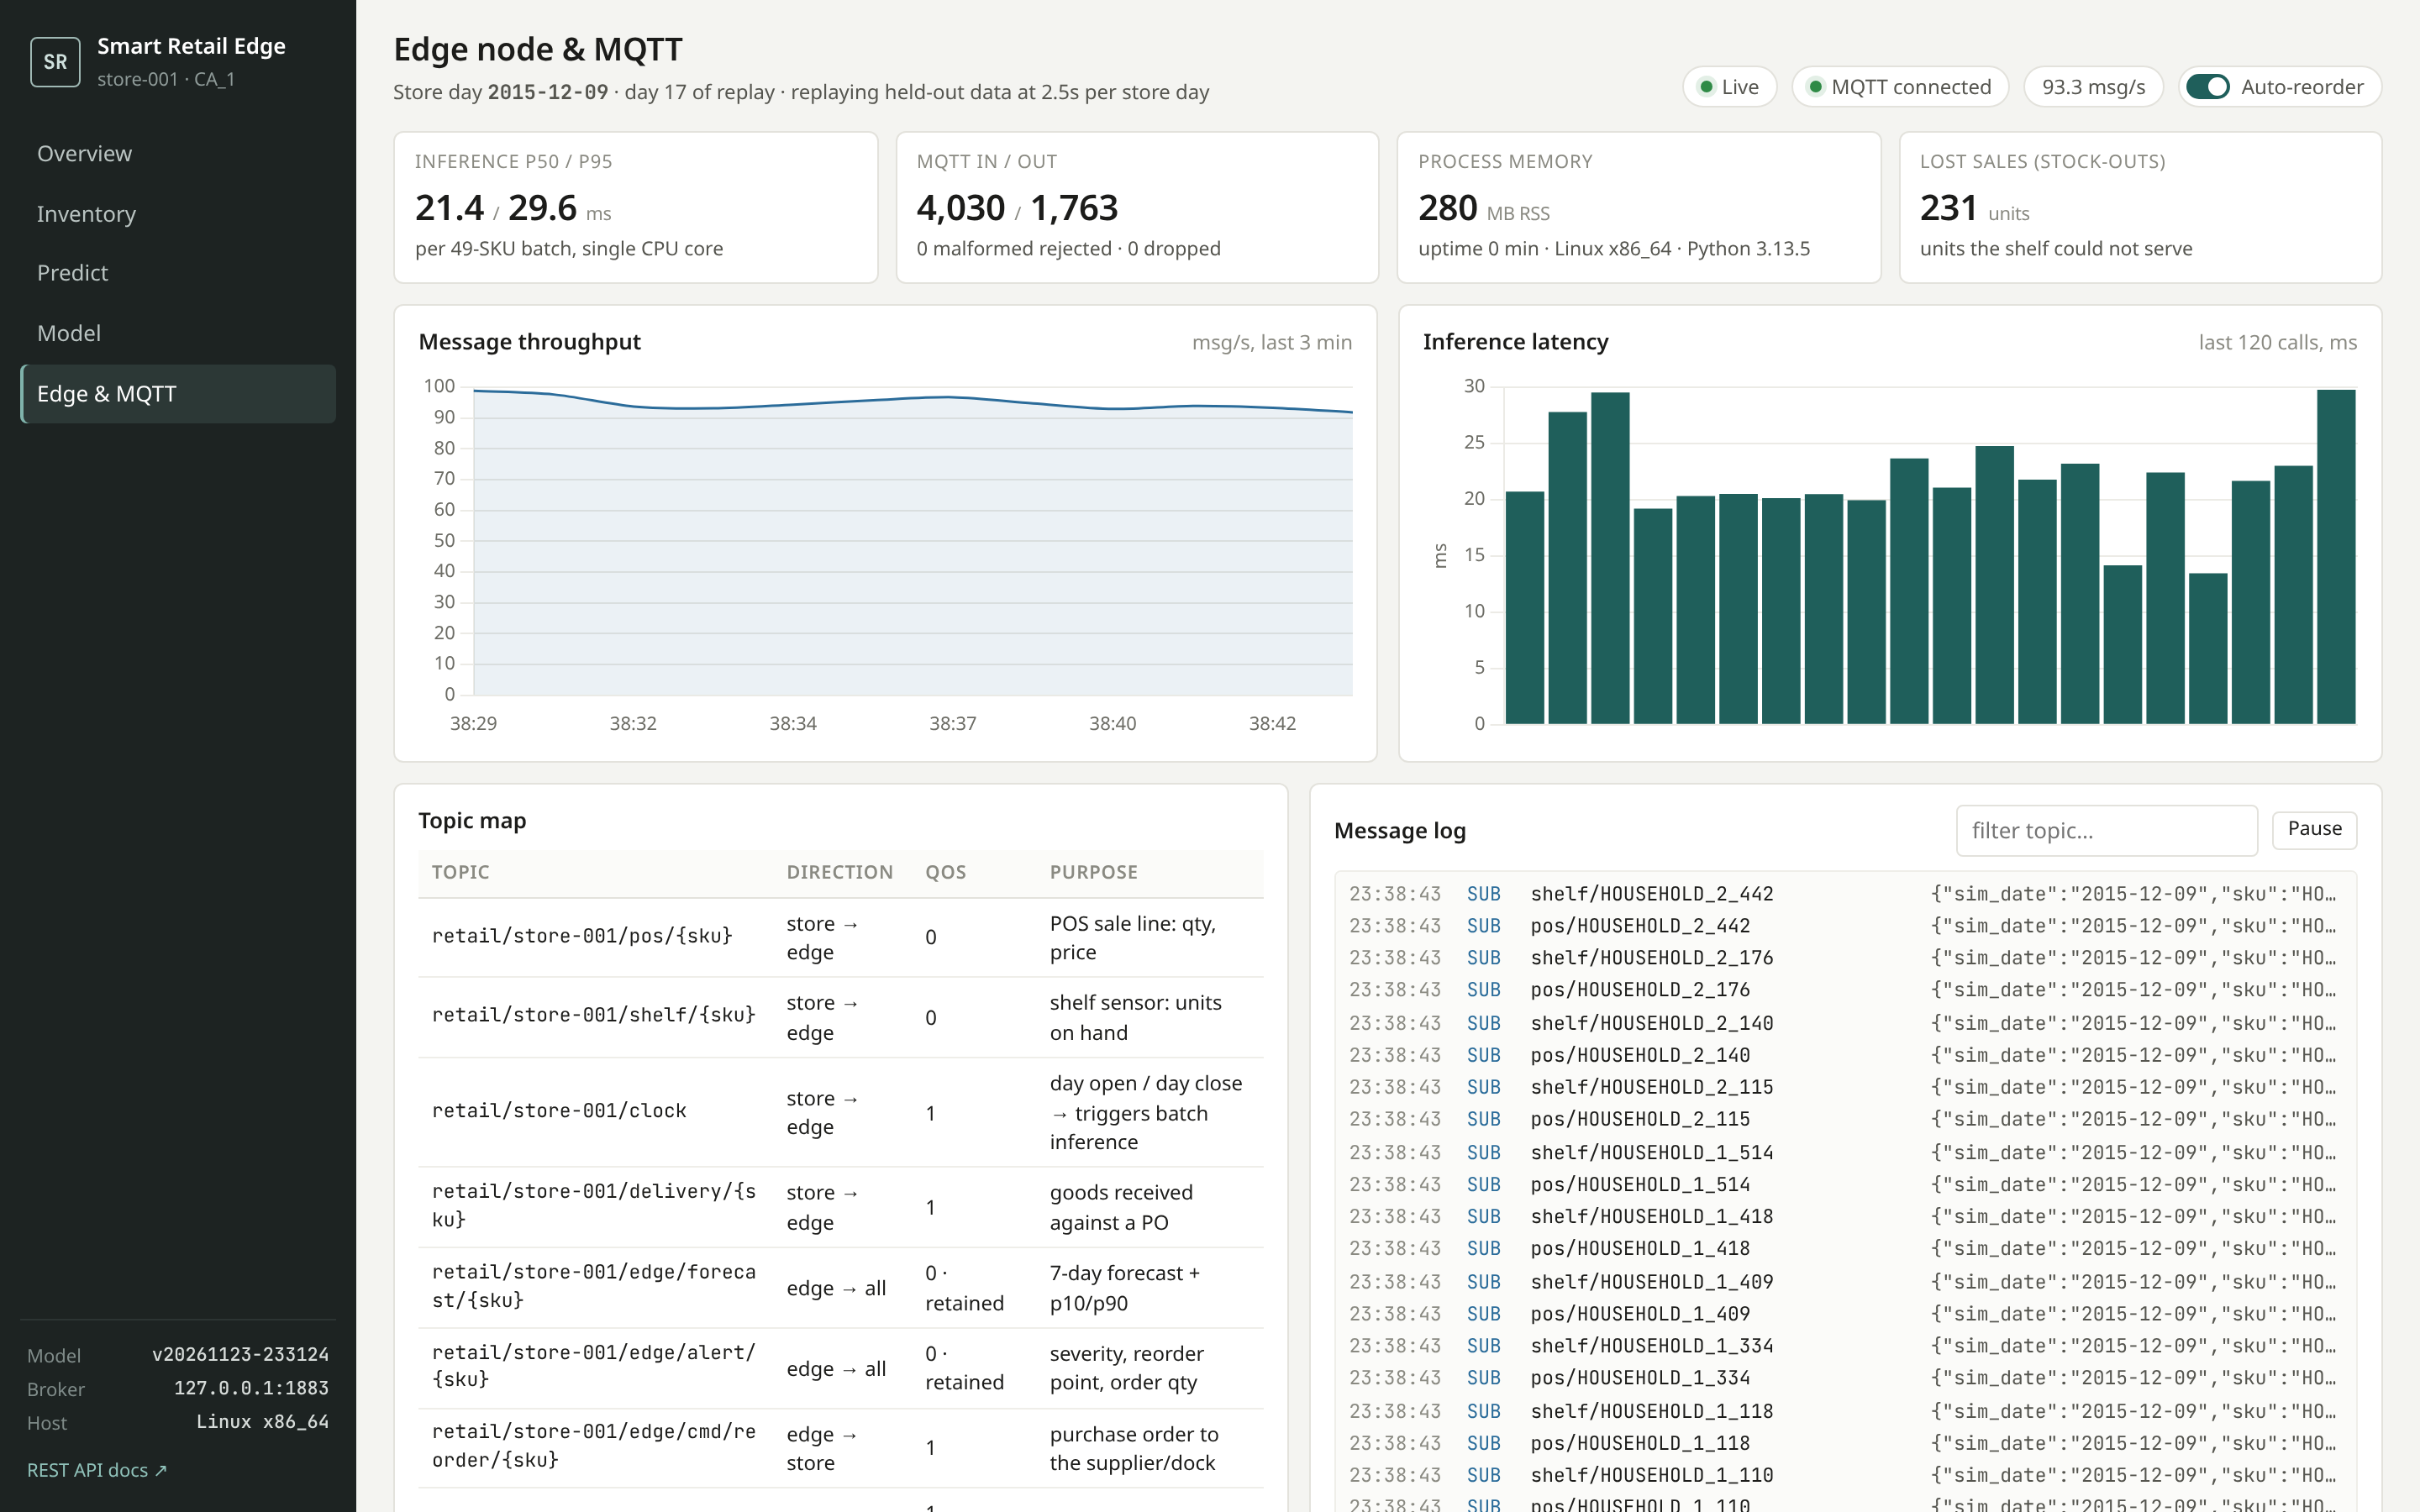 SR
Smart Retail Edge
store-001 · CA_1
Overview
Inventory
Predict
Model
Edge & MQTT
Model v20261123-233124
Broker 127.0.0.1:1883
Host Linux x86_64
REST API docs ↗
Edge node & MQTT
Store day 2015-12-09 · day 17 of replay · replaying held-out data at 2.5s per store day
Live
MQTT connected
93.3 msg/s
Auto-reorder
INFERENCE P50 / P95
21.4 / 29.6 ms
per 49-SKU batch, single CPU core
MQTT IN / OUT
4,030 / 1,763
0 malformed rejected · 0 dropped
PROCESS MEMORY
280 MB RSS
uptime 0 min · Linux x86_64 · Python 3.13.5
LOST SALES (STOCK-OUTS)
231 units
units the shelf could not serve
Message throughput
msg/s, last 3 min
100
90
80
70
60
50
40
30
20
10
0
38:29 38:32 38:34 38:37 38:40 38:42
Inference latency
last 120 calls, ms
ms
30
25
20
15
10
5
0
Topic map
TOPIC DIRECTION QOS PURPOSE
retail/store-001/pos/{sku}
store →
edge
0
POS sale line: qty,
price
retail/store-001/shelf/{sku}
store →
edge
0
shelf sensor: units
on hand
retail/store-001/clock
store →
edge
1
day open / day close
→ triggers batch
inference
retail/store-001/delivery/{s
ku}
store →
edge
1
goods received
against a PO
retail/store-001/edge/foreca
st/{sku}
edge → all
0 ·
retained
7-day forecast +
p10/p90
retail/store-001/edge/alert/
{sku}
edge → all
0 ·
retained
severity, reorder
point, order qty
retail/store-001/edge/cmd/re
order/{sku}
edge →
store
1
purchase order to
the supplier/dock
Message log
filter topic...
Pause
23:38:43 SUB shelf/HOUSEHOLD_2_442 {"sim_date":"2015-12-09","sku":"HO…
23:38:43 SUB pos/HOUSEHOLD_2_442 {"sim_date":"2015-12-09","sku":"HO…
23:38:43 SUB shelf/HOUSEHOLD_2_176 {"sim_date":"2015-12-09","sku":"HO…
23:38:43 SUB pos/HOUSEHOLD_2_176 {"sim_date":"2015-12-09","sku":"HO…
23:38:43 SUB shelf/HOUSEHOLD_2_140 {"sim_date":"2015-12-09","sku":"HO…
23:38:43 SUB pos/HOUSEHOLD_2_140 {"sim_date":"2015-12-09","sku":"HO…
23:38:43 SUB shelf/HOUSEHOLD_2_115 {"sim_date":"2015-12-09","sku":"HO…
23:38:43 SUB pos/HOUSEHOLD_2_115 {"sim_date":"2015-12-09","sku":"HO…
23:38:43 SUB shelf/HOUSEHOLD_1_514 {"sim_date":"2015-12-09","sku":"HO…
23:38:43 SUB pos/HOUSEHOLD_1_514 {"sim_date":"2015-12-09","sku":"HO…
23:38:43 SUB shelf/HOUSEHOLD_1_418 {"sim_date":"2015-12-09","sku":"HO…
23:38:43 SUB pos/HOUSEHOLD_1_418 {"sim_date":"2015-12-09","sku":"HO…
23:38:43 SUB shelf/HOUSEHOLD_1_409 {"sim_date":"2015-12-09","sku":"HO…
23:38:43 SUB pos/HOUSEHOLD_1_409 {"sim_date":"2015-12-09","sku":"HO…
23:38:43 SUB shelf/HOUSEHOLD_1_334 {"sim_date":"2015-12-09","sku":"HO…
23:38:43 SUB pos/HOUSEHOLD_1_334 {"sim_date":"2015-12-09","sku":"HO…
23:38:43 SUB shelf/HOUSEHOLD_1_118 {"sim_date":"2015-12-09","sku":"HO…
23:38:43 SUB pos/HOUSEHOLD_1_118 {"sim_date":"2015-12-09","sku":"HO…
23:38:43 SUB shelf/HOUSEHOLD_1_110 {"sim_date":"2015-12-09","sku":"HO…
23:38:43 SUB pos/HOUSEHOLD_1_110 {"sim_date":"2015-12-09","sku":"HO…